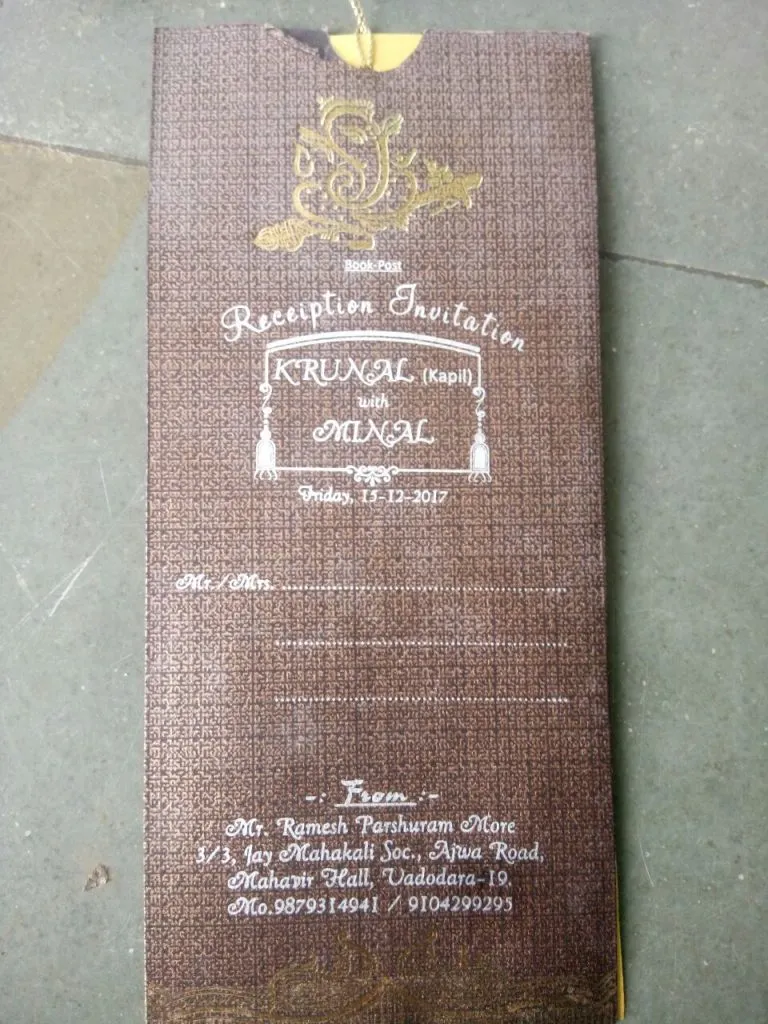 Book-Post
Receiption Invitation
KRUNAL (Kapil)
with
MINAL
Friday, 15-12-2017
Mr./Mrs. ....................
-: From :-
Mr. Ramesh Parshuram More
3/3, Jay Mahakali Soc., Ajwa Road,
Mahavir Hall, Vadodara-19.
Mo.9879314941 / 9104299295